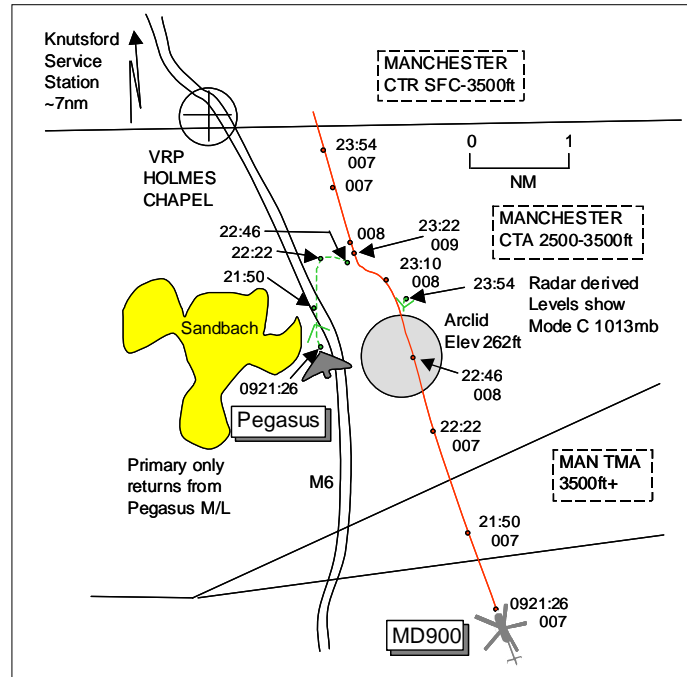 Knutsford
Service
Station
~7nm
MANCHESTER
CTR SFC-3500ft
VRP
HOLMES
CHAPEL
23:54
007
007
0 1
NM
22:46
22:22
21:50
008
23:22
009
23:10
008
MANCHESTER
CTA 2500-3500ft
23:54
Radar derived
Levels show
Mode C 1013mb
Sandbach
Arclid
Elev 262ft
0921:26
22:46
008
Pegasus
22:22
007
Primary only
returns from
Pegasus M/L
M6
MAN TMA
3500ft+
21:50
007
0921:26
007
MD900